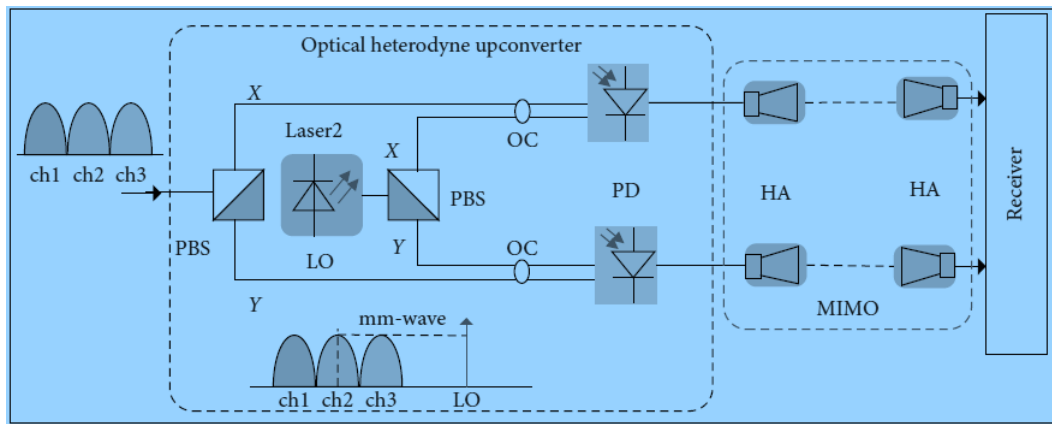 Optical heterodyne upconverter
X
Laser2
X
OC
ch1 ch2 ch3
PBS
PD
HA
HA
Receiver
PBS
LO
Y
OC
Y
MIMO
mm-wave
ch1 ch2 ch3 LO